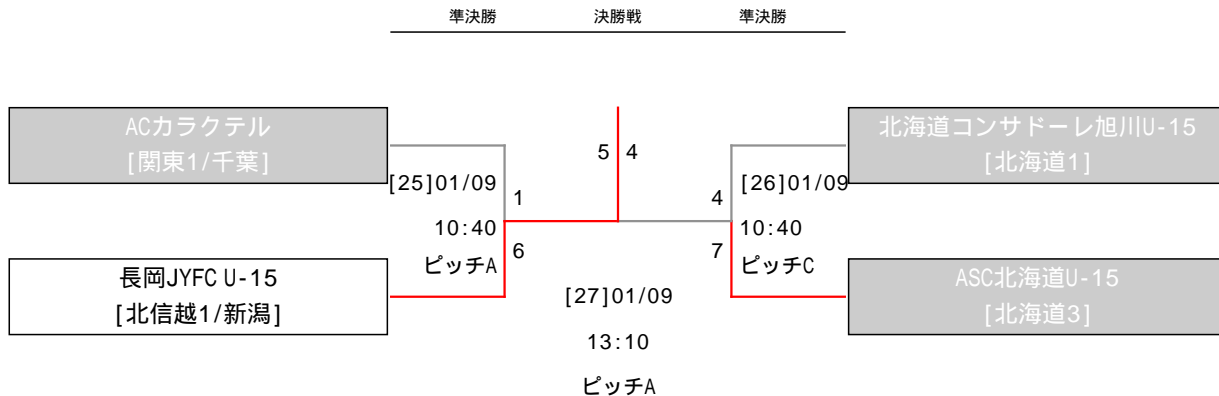 準決勝 決勝戦 準決勝
ACカラクテル
[関東1/千葉]
北海道コンサドーレ旭川U-15
[北海道1]
5 4
[25]01/09
1
4
[26]01/09
10:40
10:40
6
7
ピッチA
ピッチC
長岡JYFC U-15
[北信越1/新潟]
ASC北海道U-15
[北海道3]
[27]01/09
13:10
ピッチA